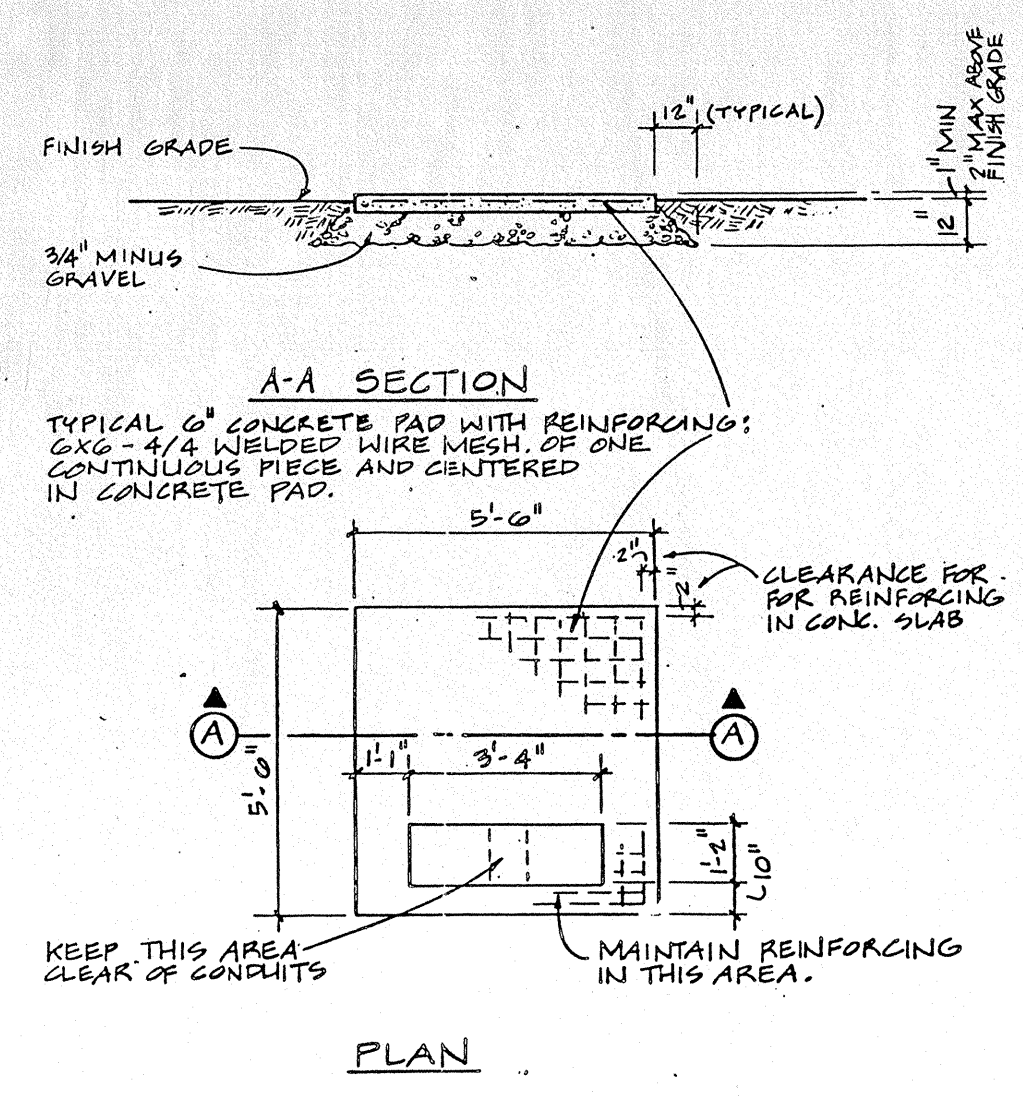 12" (TYPICAL)
1" MIN
2" MAX ABOVE
FINISH GRADE
FINISH GRADE
12"
3/4" MINUS
GRAVEL
A-A SECTION
TYPICAL 6" CONCRETE PAD WITH REINFORCING:
6X6 - 4/4 WELDED WIRE MESH. OF ONE
CONTINUOUS PIECE AND CENTERED
IN CONCRETE PAD.
5'-6"
2"
2"
CLEARANCE FOR
FOR REINFORCING
IN CONC. SLAB
A
A
1'-1"
3'-4"
5'-6"
1'-2"
10"
KEEP THIS AREA
CLEAR OF CONDUITS
MAINTAIN REINFORCING
IN THIS AREA.
PLAN